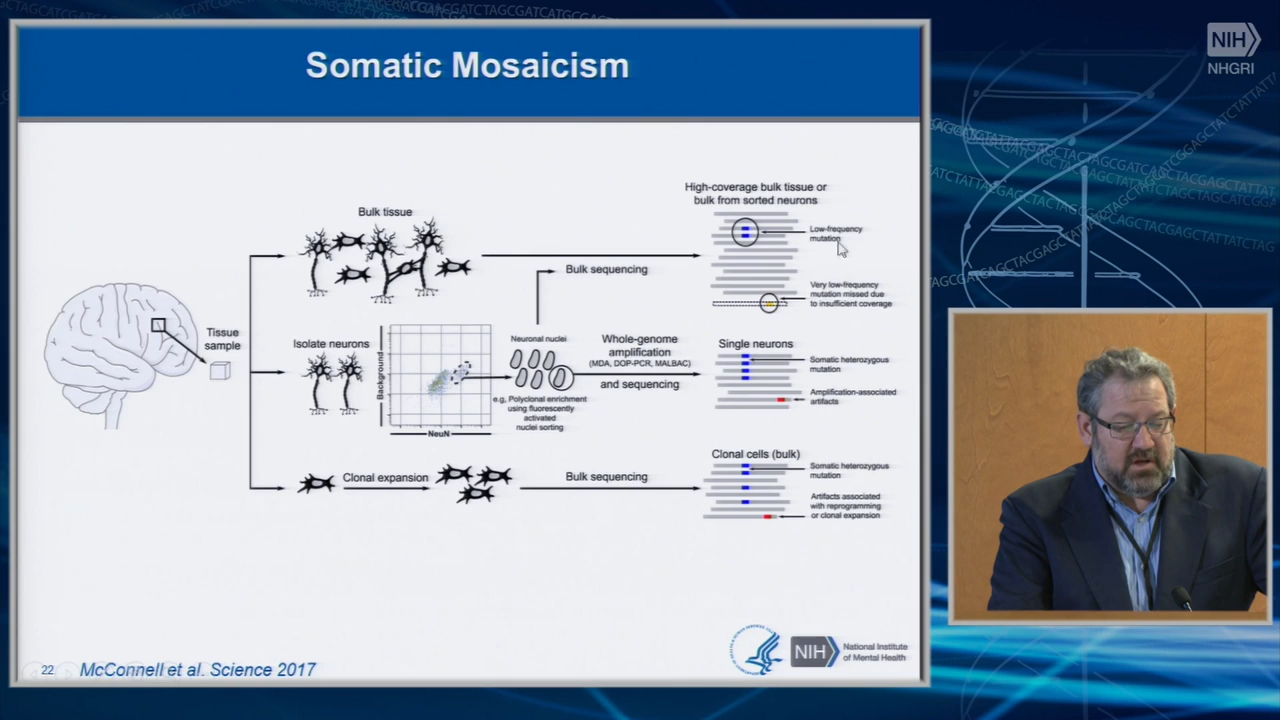 Somatic Mosaicism
NIH
NHGRI
Bulk tissue
High-coverage bulk tissue or
bulk from sorted neurons
Low-frequency
mutation
Bulk sequencing
Very low-frequency
mutation missed due
to insufficient coverage
Tissue
sample
Isolate neurons
Background
NeuN
Neuronal nuclei
e.g, Polyclonal enrichment
using fluorescently
activated
nuclei sorting
Whole-genome
amplification
(MDA, DOP-PCR, MALBAC)
and sequencing
Single neurons
Somatic heterozygous
mutation
Amplification-associated
artifacts
Clonal expansion
Bulk sequencing
Clonal cells (bulk)
Somatic heterozygous
mutation
Artifacts associated
with reprogramming
or clonal expansion
22
McConnell et al. Science 2017
NIH
National Institute
of Mental Health